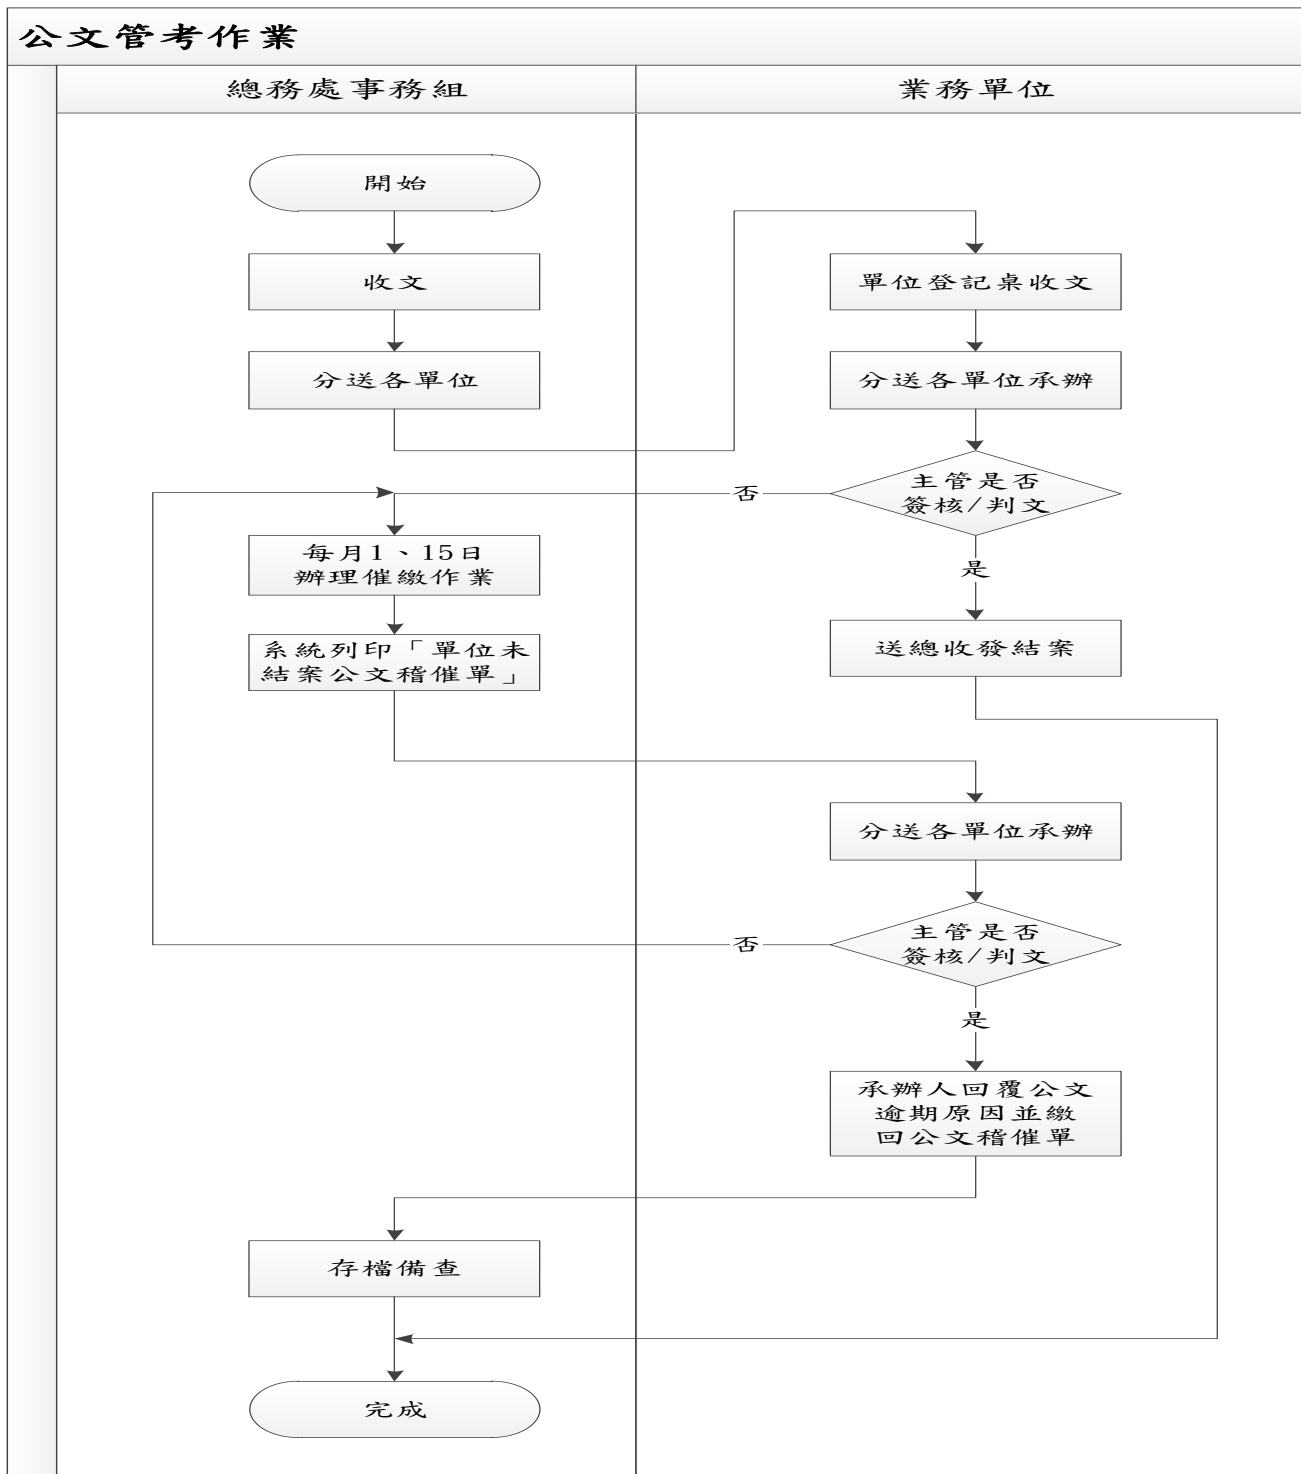 公文管考作業
總務處事務組
業務單位
開始
收文
分送各單位
單位登記桌收文
分送各單位承辦
主管是否
簽核/判文
否
是
每月1、15日
辦理催繳作業
系統列印「單位未
結案公文稽催單」
送總收發結案
分送各單位承辦
主管是否
簽核/判文
否
是
承辦人回覆公文
逾期原因並繳
回公文稽催單
存檔備查
完成